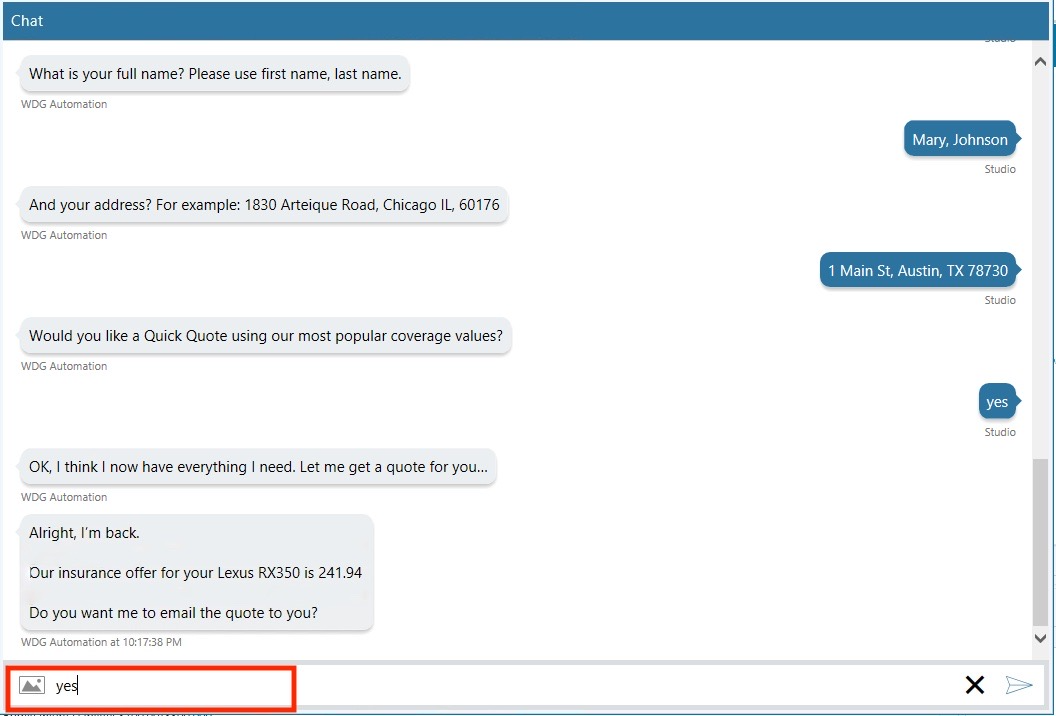 Chat
What is your full name? Please use first name, last name.
WDG Automation
Mary, Johnson
Studio
And your address? For example: 1830 Arteique Road, Chicago IL, 60176
WDG Automation
1 Main St, Austin, TX 78730
Studio
Would you like a Quick Quote using our most popular coverage values?
WDG Automation
yes
Studio
OK, I think I now have everything I need. Let me get a quote for you...
WDG Automation
Alright, I'm back.
Our insurance offer for your Lexus RX350 is 241.94
Do you want me to email the quote to you?
WDG Automation at 10:17:38 PM
yes